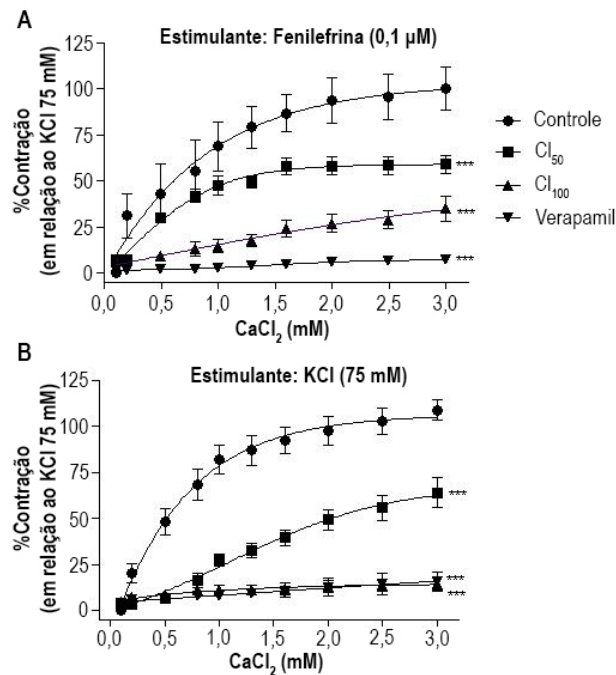 A
Estimulante: Fenilefrina (0,1 µM)
125
100
75
50
25
0
%Contração
(em relação ao KCl 75 mM)
0,0 0,5 1,0 1,5 2,0 2,5 3,0
CaCl₂ (mM)
***
***
***
Controle
CI₅₀
CI₁₀₀
Verapamil
B
Estimulante: KCl (75 mM)
125
100
75
50
25
0
%Contração
(em relação ao KCl 75 mM)
0,0 0,5 1,0 1,5 2,0 2,5 3,0
CaCl₂ (mM)
***
***
***